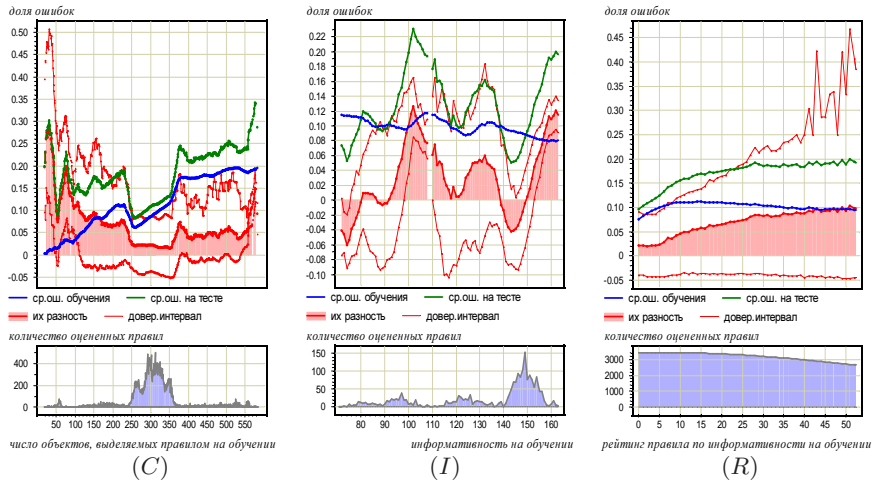 доля ошибок
0.50
0.45
0.40
0.35
0.30
0.25
0.20
0.15
0.10
0.05
0
-0.05
ср.ош. обучения ср.ош. на тесте
их разность довер.интервал
количество оцененных правил
400
200
0
50 100 150 200 250 300 350 400 450 500 550
число объектов, выделяемых правилом на обучении
(C)
доля ошибок
0.22
0.20
0.18
0.16
0.14
0.12
0.10
0.08
0.06
0.04
0.02
0
-0.02
-0.04
-0.06
-0.08
-0.10
ср.ош. обучения ср.ош. на тесте
их разность довер.интервал
количество оцененных правил
150
100
50
0
80 90 100 110 120 130 140 150 160
информативность на обучении
(I)
доля ошибок
0.45
0.40
0.35
0.30
0.25
0.20
0.15
0.10
0.05
0
-0.05
ср.ош. обучения ср.ош. на тесте
их разность довер.интервал
количество оцененных правил
3000
2000
1000
0
0 5 10 15 20 25 30 35 40 45 50
рейтинг правила по информативности на обучении
(R)